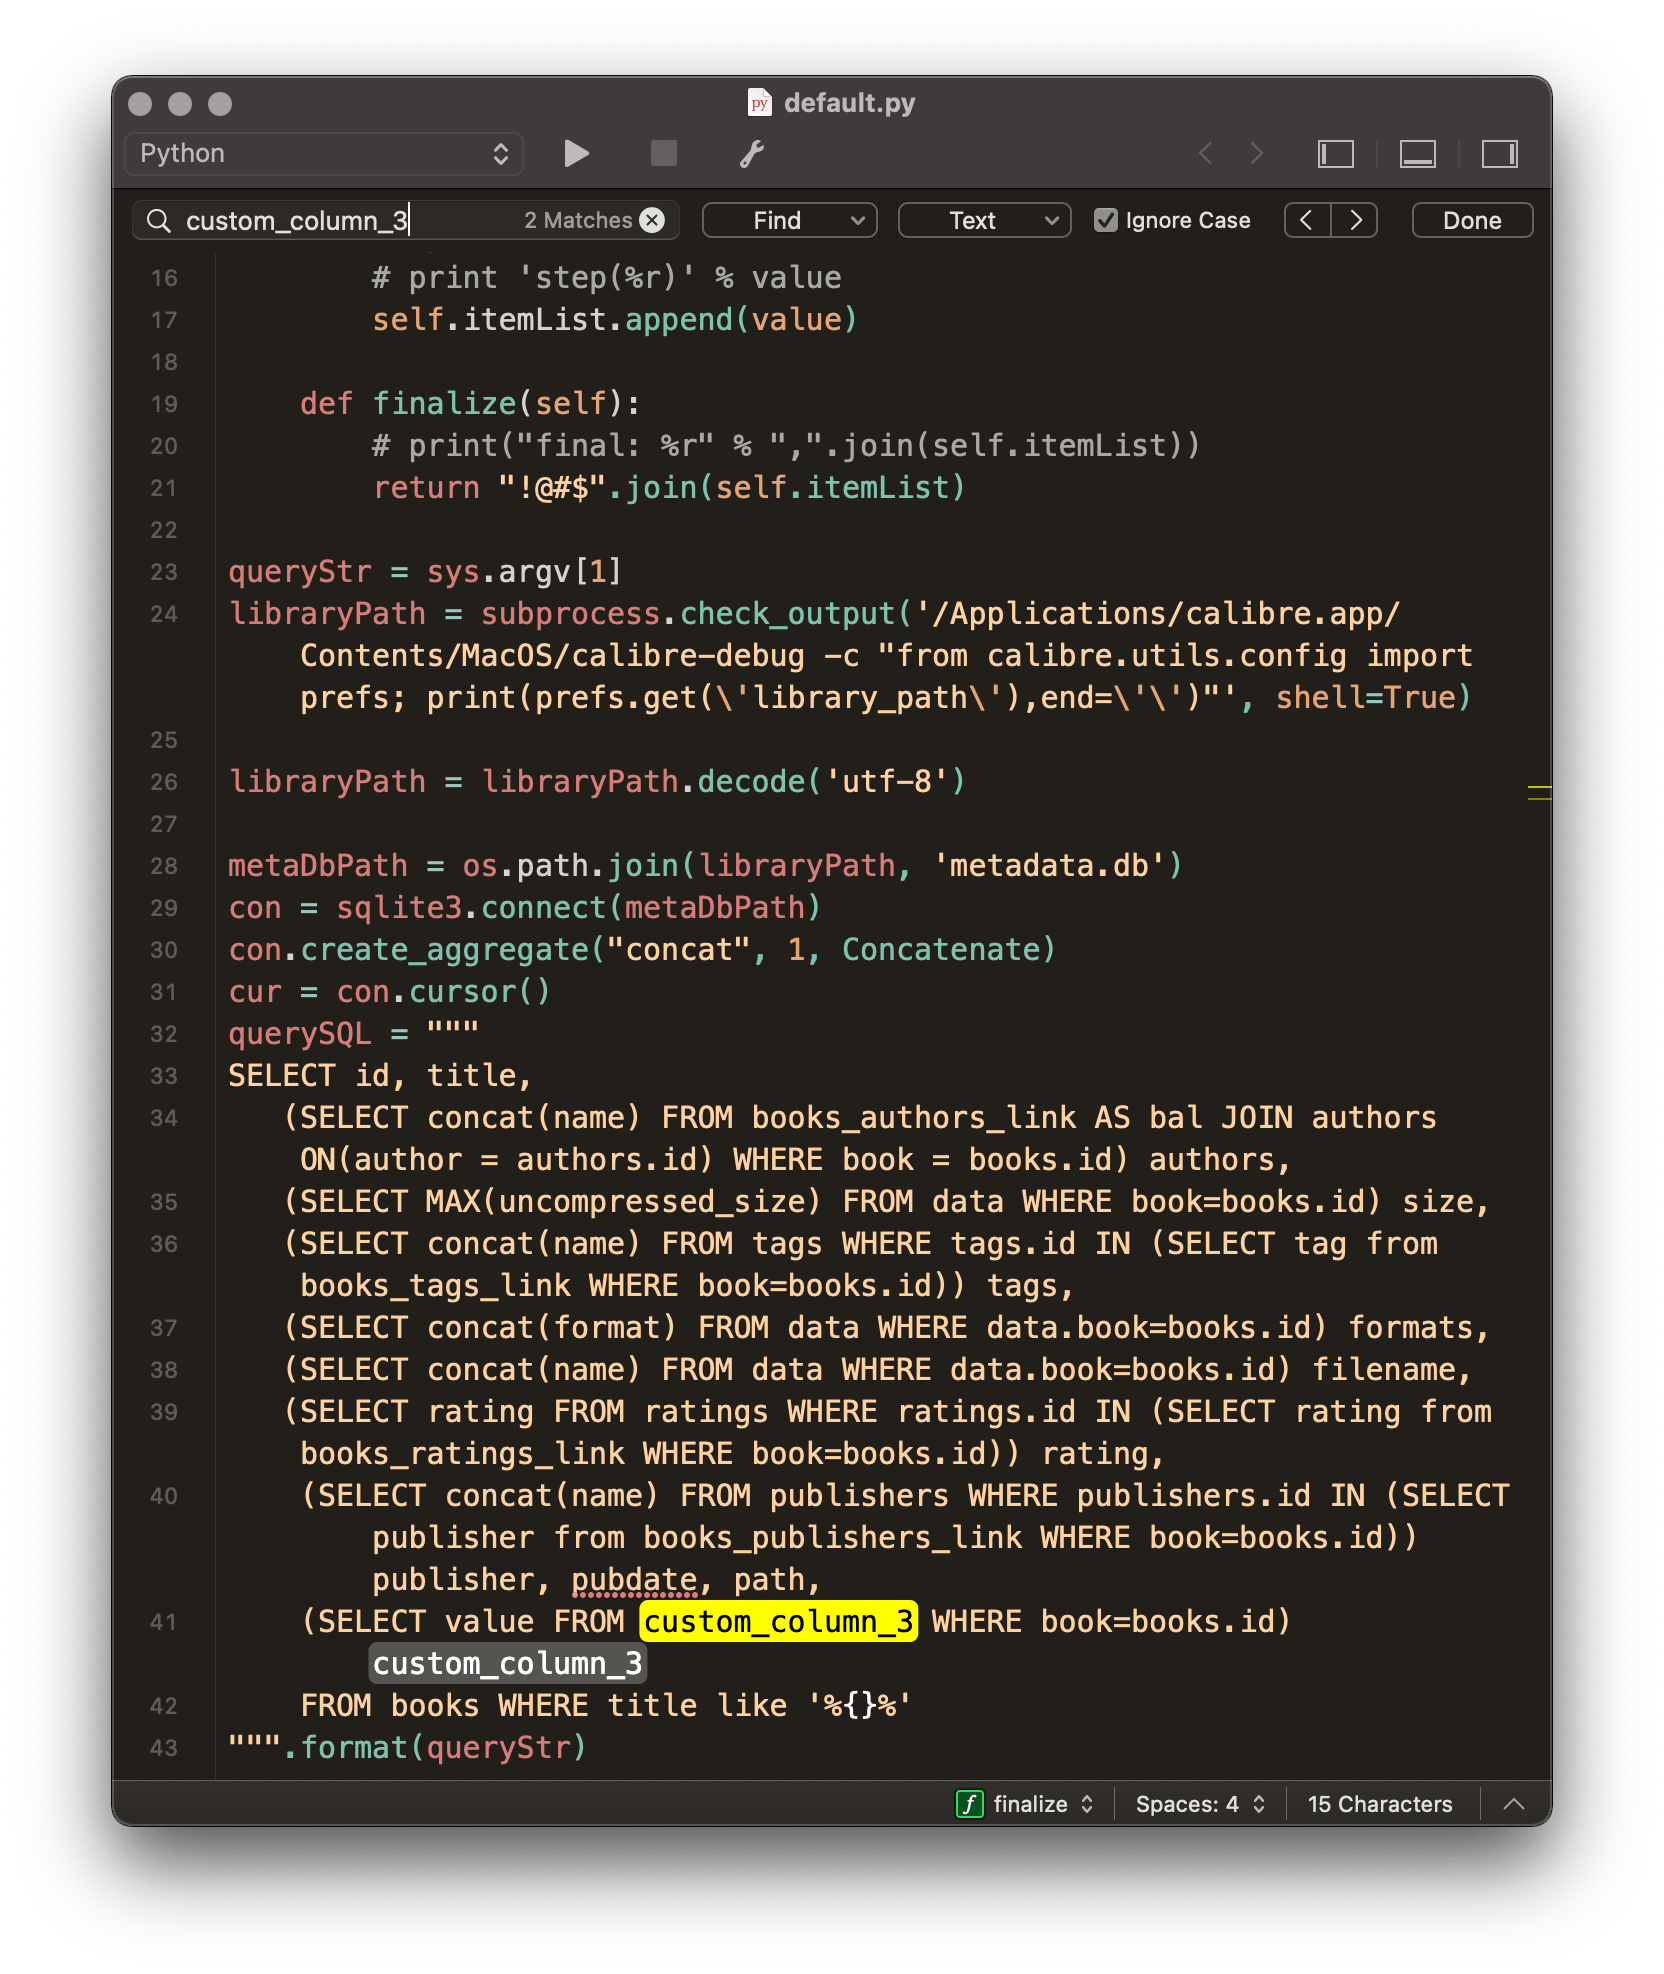 py default.py
Python
custom_column_3 2 Matches Find Text Ignore Case Done
16 # print 'step(%r)' % value
17 self.itemList.append(value)
18
19 def finalize(self):
20 # print("final: %r" % ",".join(self.itemList))
21 return "!@#$".join(self.itemList)
22
23 queryStr = sys.argv[1]
24 libraryPath = subprocess.check_output('/Applications/calibre.app/
Contents/MacOS/calibre-debug -c "from calibre.utils.config import
prefs; print(prefs.get(\'library_path\'),end=\'\')"', shell=True)
25
26 libraryPath = libraryPath.decode('utf-8')
27
28 metaDbPath = os.path.join(libraryPath, 'metadata.db')
29 con = sqlite3.connect(metaDbPath)
30 con.create_aggregate("concat", 1, Concatenate)
31 cur = con.cursor()
32 querySQL = """
33 SELECT id, title,
34 (SELECT concat(name) FROM books_authors_link AS bal JOIN authors
ON(author = authors.id) WHERE book = books.id) authors,
35 (SELECT MAX(uncompressed_size) FROM data WHERE book=books.id) size,
36 (SELECT concat(name) FROM tags WHERE tags.id IN (SELECT tag from
books_tags_link WHERE book=books.id)) tags,
37 (SELECT concat(format) FROM data WHERE data.book=books.id) formats,
38 (SELECT concat(name) FROM data WHERE data.book=books.id) filename,
39 (SELECT rating FROM ratings WHERE ratings.id IN (SELECT rating from
books_ratings_link WHERE book=books.id)) rating,
40 (SELECT concat(name) FROM publishers WHERE publishers.id IN (SELECT
publisher from books_publishers_link WHERE book=books.id))
publisher, pubdate, path,
41 (SELECT value FROM custom_column_3 WHERE book=books.id)
custom_column_3
42 FROM books WHERE title like '%{}%'
43 """.format(queryStr)
f finalize Spaces: 4 15 Characters